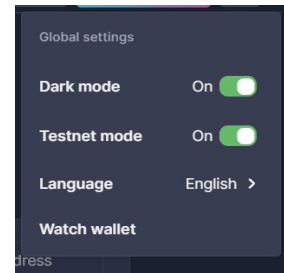 Global settings
Dark mode On
Testnet mode On
Language English >
Watch wallet
dress